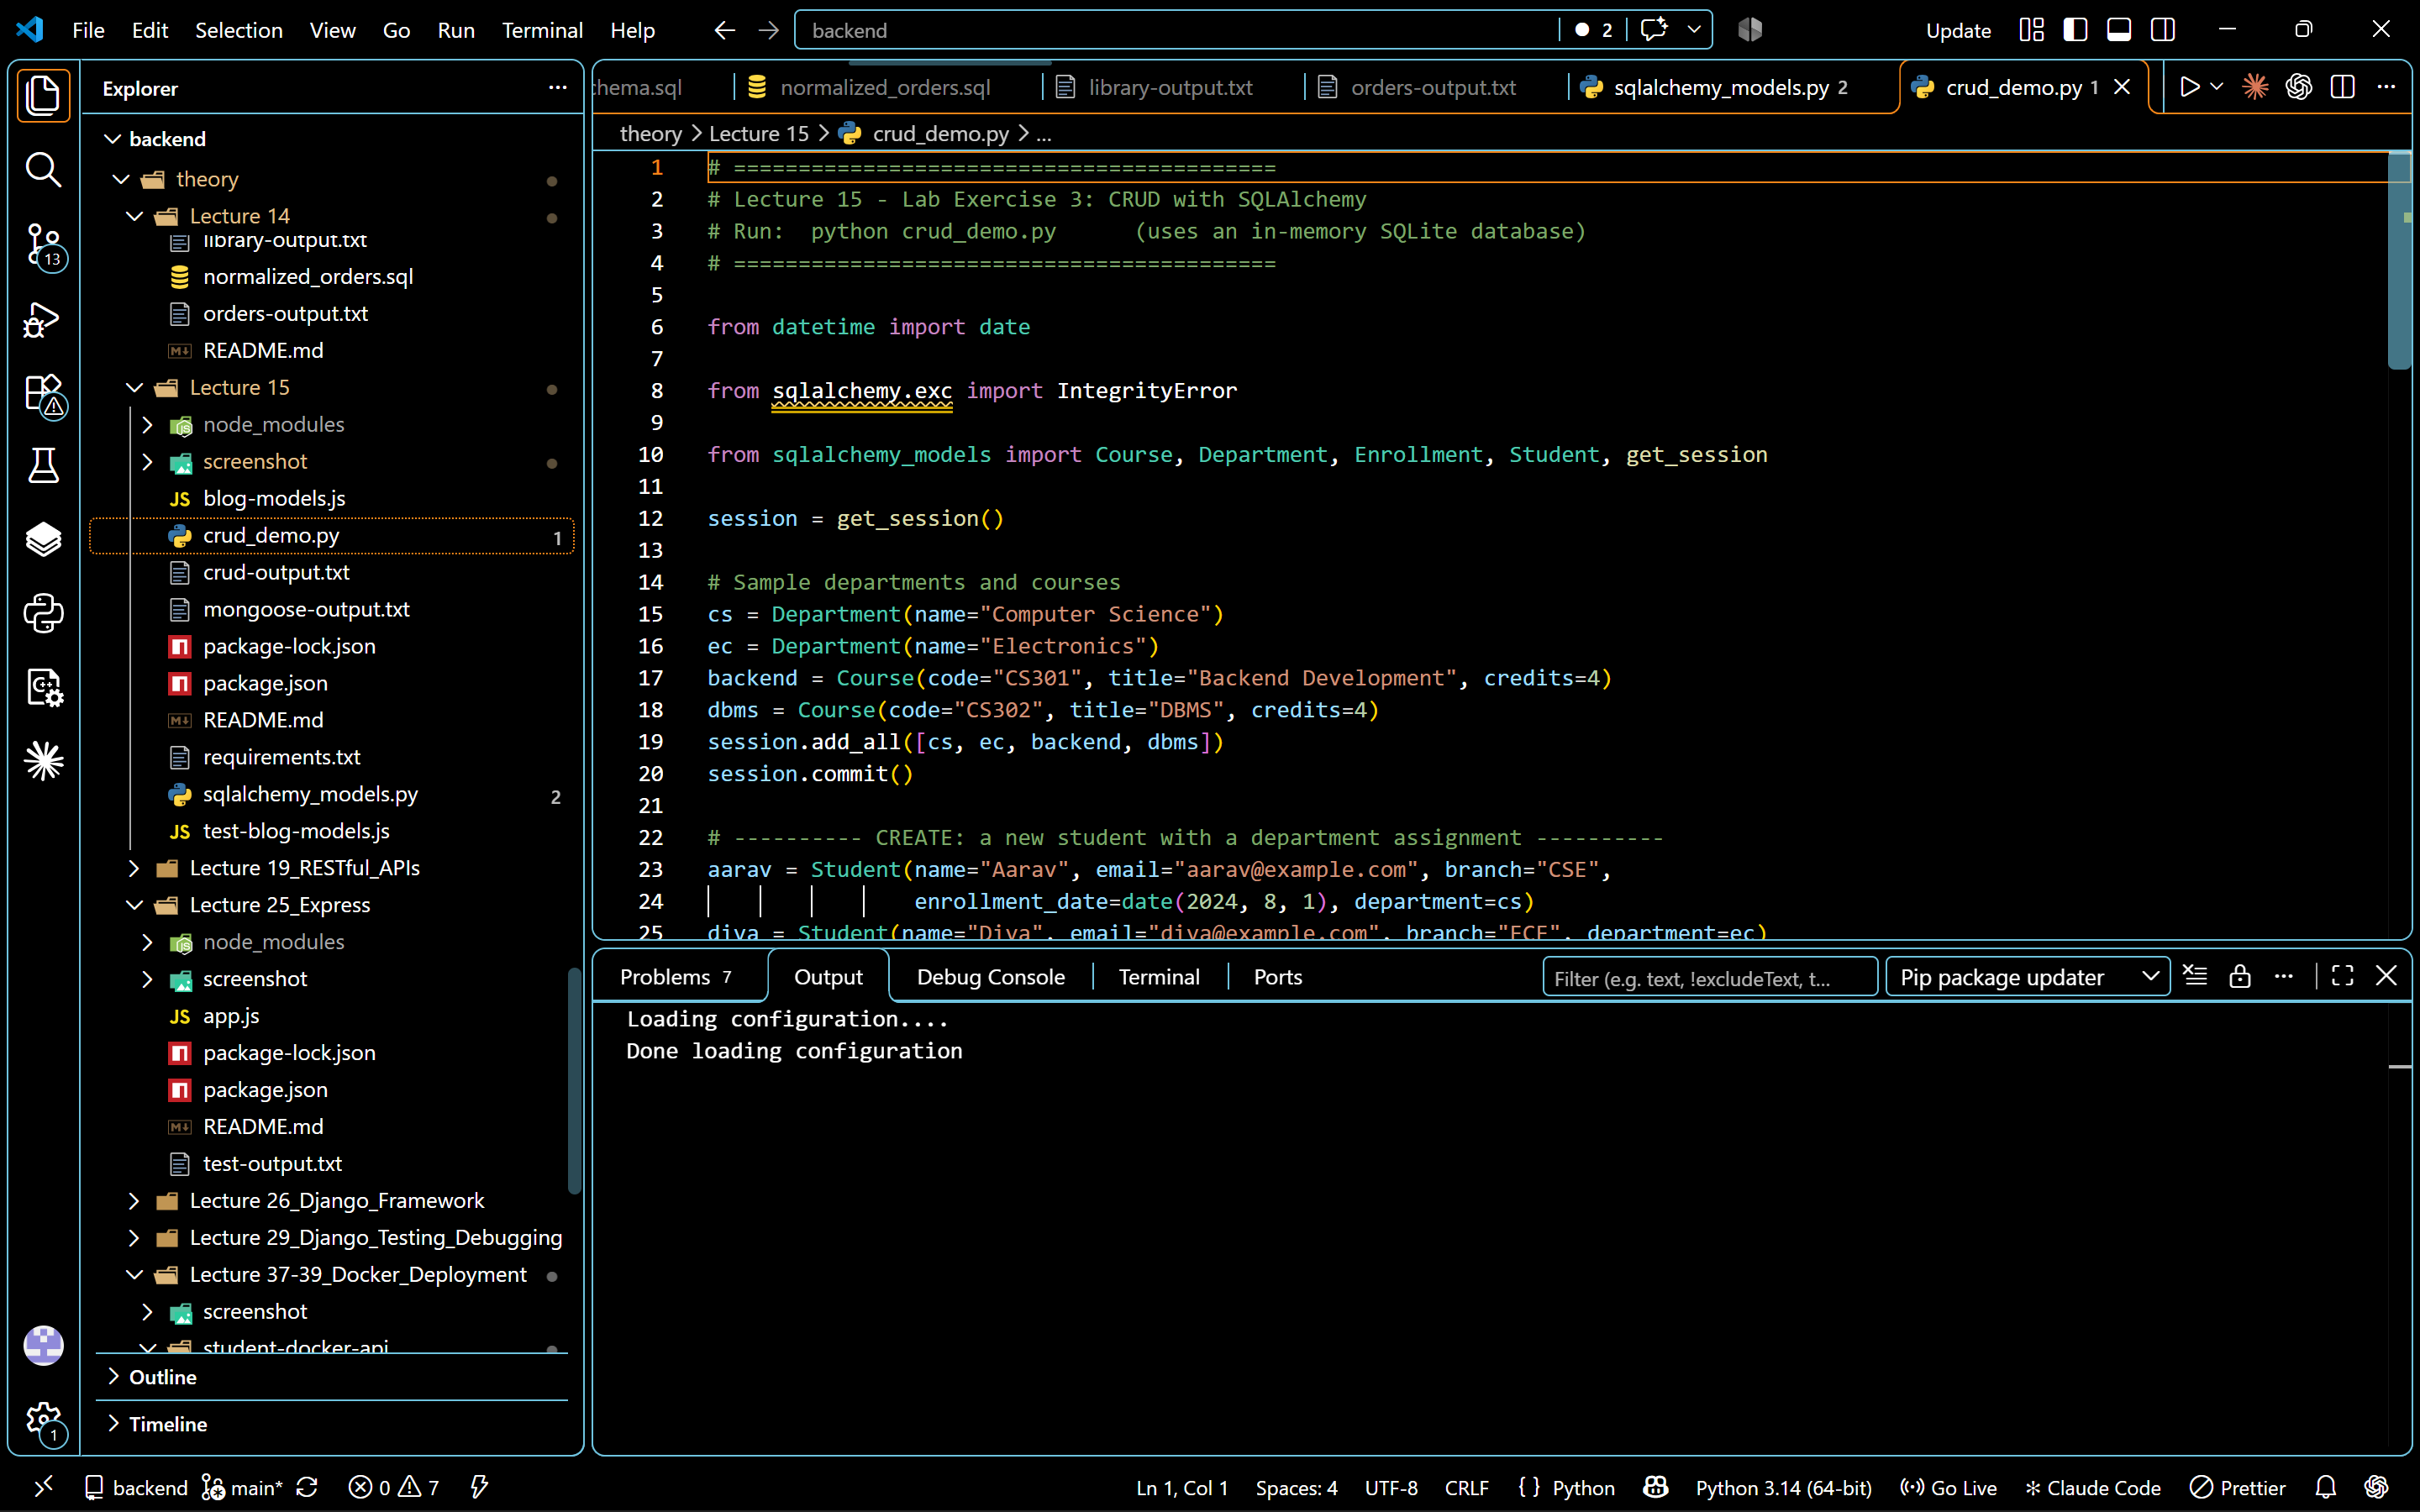 File Edit Selection View Go Run Terminal Help
backend
2
Update
Explorer
backend
theory
Lecture 14
library-output.txt
normalized_orders.sql
orders-output.txt
README.md
Lecture 15
node_modules
screenshot
blog-models.js
crud_demo.py 1
crud-output.txt
mongoose-output.txt
package-lock.json
package.json
README.md
requirements.txt
sqlalchemy_models.py 2
test-blog-models.js
Lecture 19_RESTful_APIs
Lecture 25_Express
node_modules
screenshot
app.js
package-lock.json
package.json
README.md
test-output.txt
Lecture 26_Django_Framework
Lecture 29_Django_Testing_Debugging
Lecture 37-39_Docker_Deployment
screenshot
student-docker-api
Outline
Timeline
13
1
hema.sql normalized_orders.sql library-output.txt orders-output.txt sqlalchemy_models.py 2 crud_demo.py 1
theory > Lecture 15 > crud_demo.py > ...
1 # ==========================================
2 # Lecture 15 - Lab Exercise 3: CRUD with SQLAlchemy
3 # Run:  python crud_demo.py      (uses an in-memory SQLite database)
4 # ==========================================
5
6 from datetime import date
7
8 from sqlalchemy.exc import IntegrityError
9
10 from sqlalchemy_models import Course, Department, Enrollment, Student, get_session
11
12 session = get_session()
13
14 # Sample departments and courses
15 cs = Department(name="Computer Science")
16 ec = Department(name="Electronics")
17 backend = Course(code="CS301", title="Backend Development", credits=4)
18 dbms = Course(code="CS302", title="DBMS", credits=4)
19 session.add_all([cs, ec, backend, dbms])
20 session.commit()
21
22 # ---------- CREATE: a new student with a department assignment ----------
23 aarav = Student(name="Aarav", email="aarav@example.com", branch="CSE",
24                 enrollment_date=date(2024, 8, 1), department=cs)
25 diya = Student(name="Diya", email="diya@example.com", branch="ECE", department=ec)
Problems 7 Output Debug Console Terminal Ports
Filter (e.g. text, !excludeText, t...
Pip package updater
Loading configuration....
Done loading configuration
backend main* 0 7
Ln 1, Col 1 Spaces: 4 UTF-8 CRLF { } Python Python 3.14 (64-bit) Go Live Claude Code Prettier